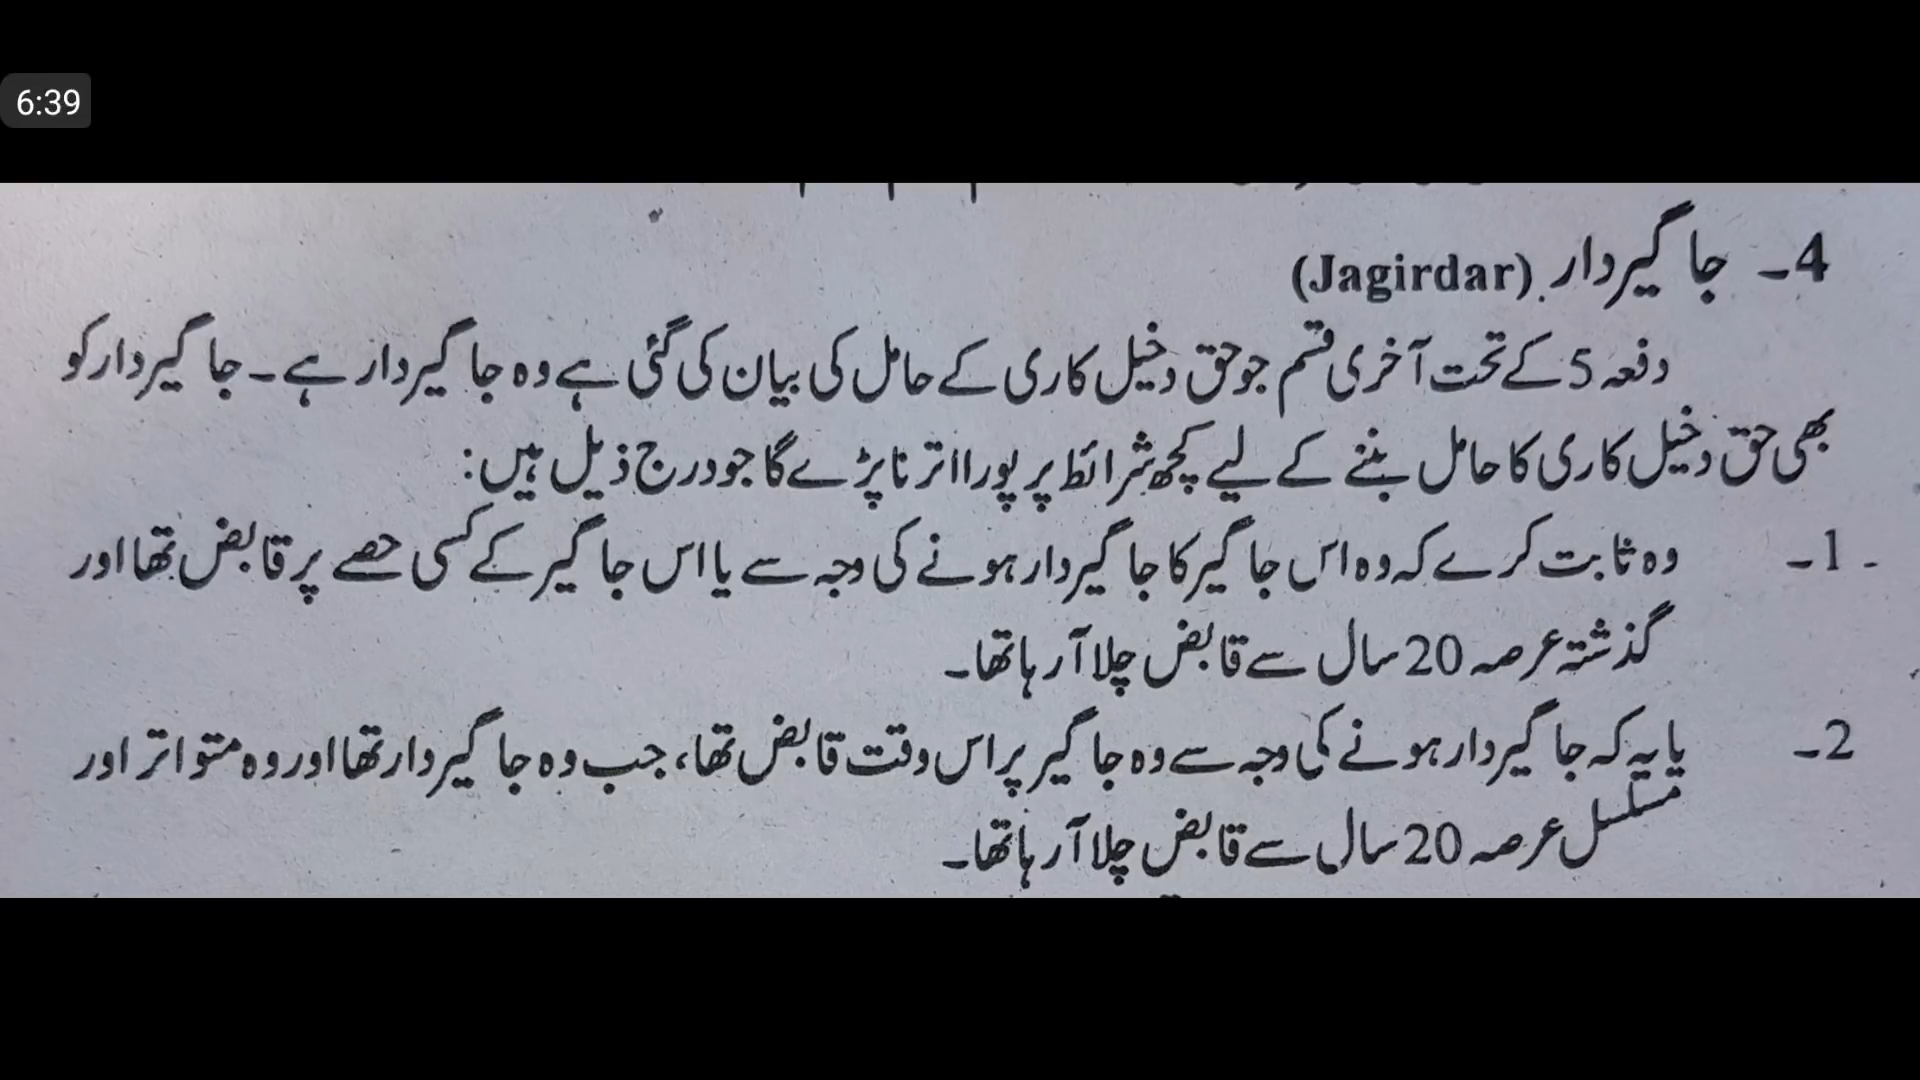 6:39
4۔ جاگیردار (Jagirdar)
دفعہ 5 کے تحت آخری قسم جو حق دخیل کاری کے حامل کی بیان کی گئی ہے وہ جاگیردار ہے۔ جاگیردار کو
بھی حق دخیل کاری کا حامل بننے کے لیے کچھ شرائط پر پورا اترنا پڑے گا جو درج ذیل ہیں:
1۔ وہ ثابت کرے کہ وہ اس جاگیر کا جاگیردار ہونے کی وجہ سے یا اس جاگیر کے کسی حصے پر قابض تھا اور
گذشتہ عرصہ 20 سال سے قابض چلا آ رہا تھا۔
2۔ یا یہ کہ جاگیردار ہونے کی وجہ سے وہ جاگیر پر اس وقت قابض تھا، جب وہ جاگیردار تھا اور وہ متواتر اور
مسلسل عرصہ 20 سال سے قابض چلا آ رہا تھا۔